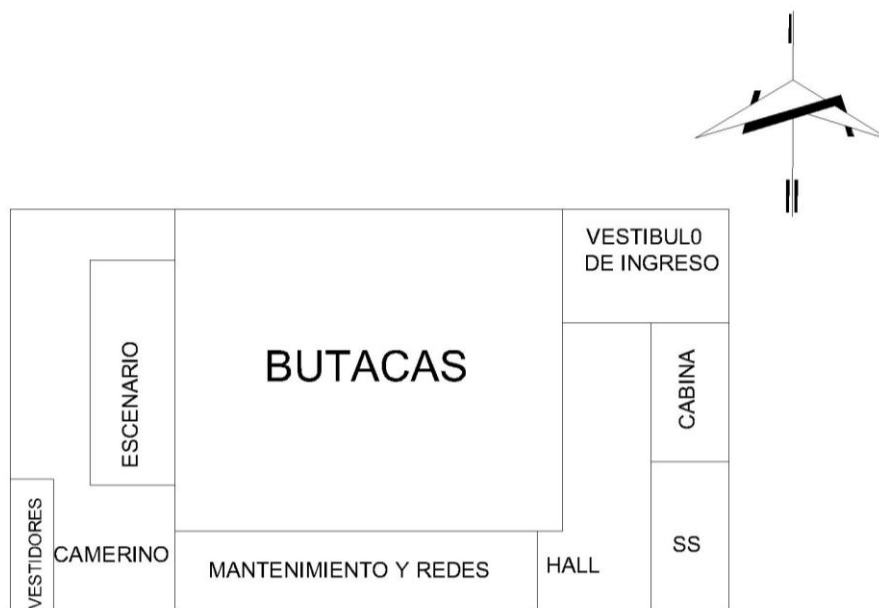 VESTIBUL0
DE INGRESO
BUTACAS
ESCENARIO
CABINA
VESTIDORES
CAMERINO
MANTENIMIENTO Y REDES
HALL
SS